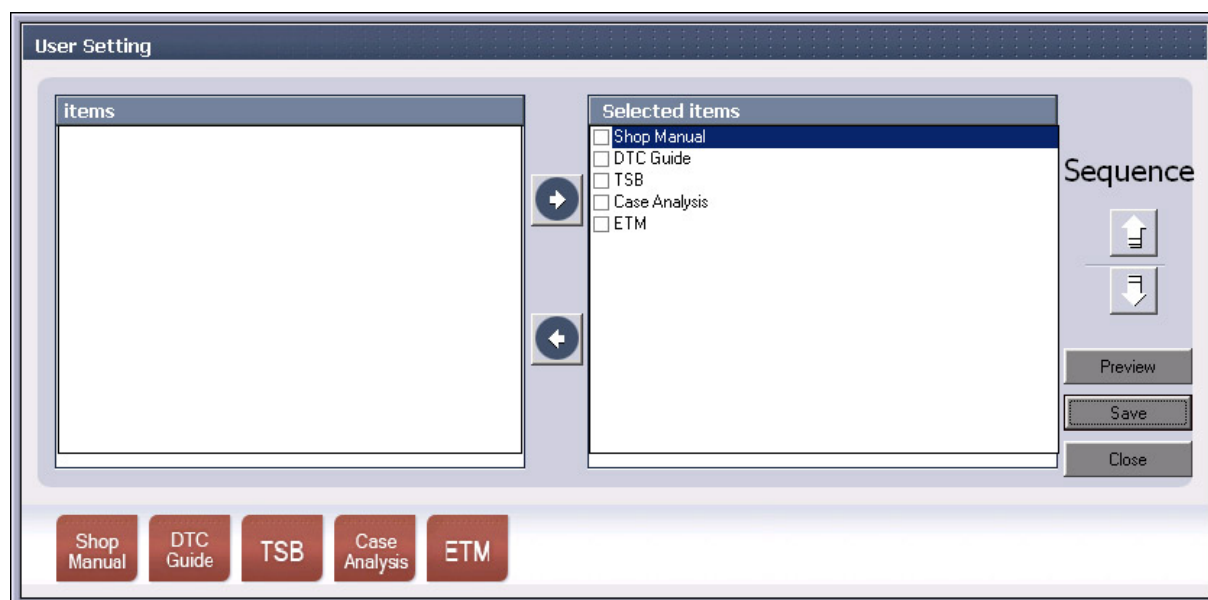 User Setting
items
Selected items
Shop Manual
DTC Guide
TSB
Case Analysis
ETM
Sequence
Preview
Save
Close
Shop
Manual
DTC
Guide
TSB
Case
Analysis
ETM